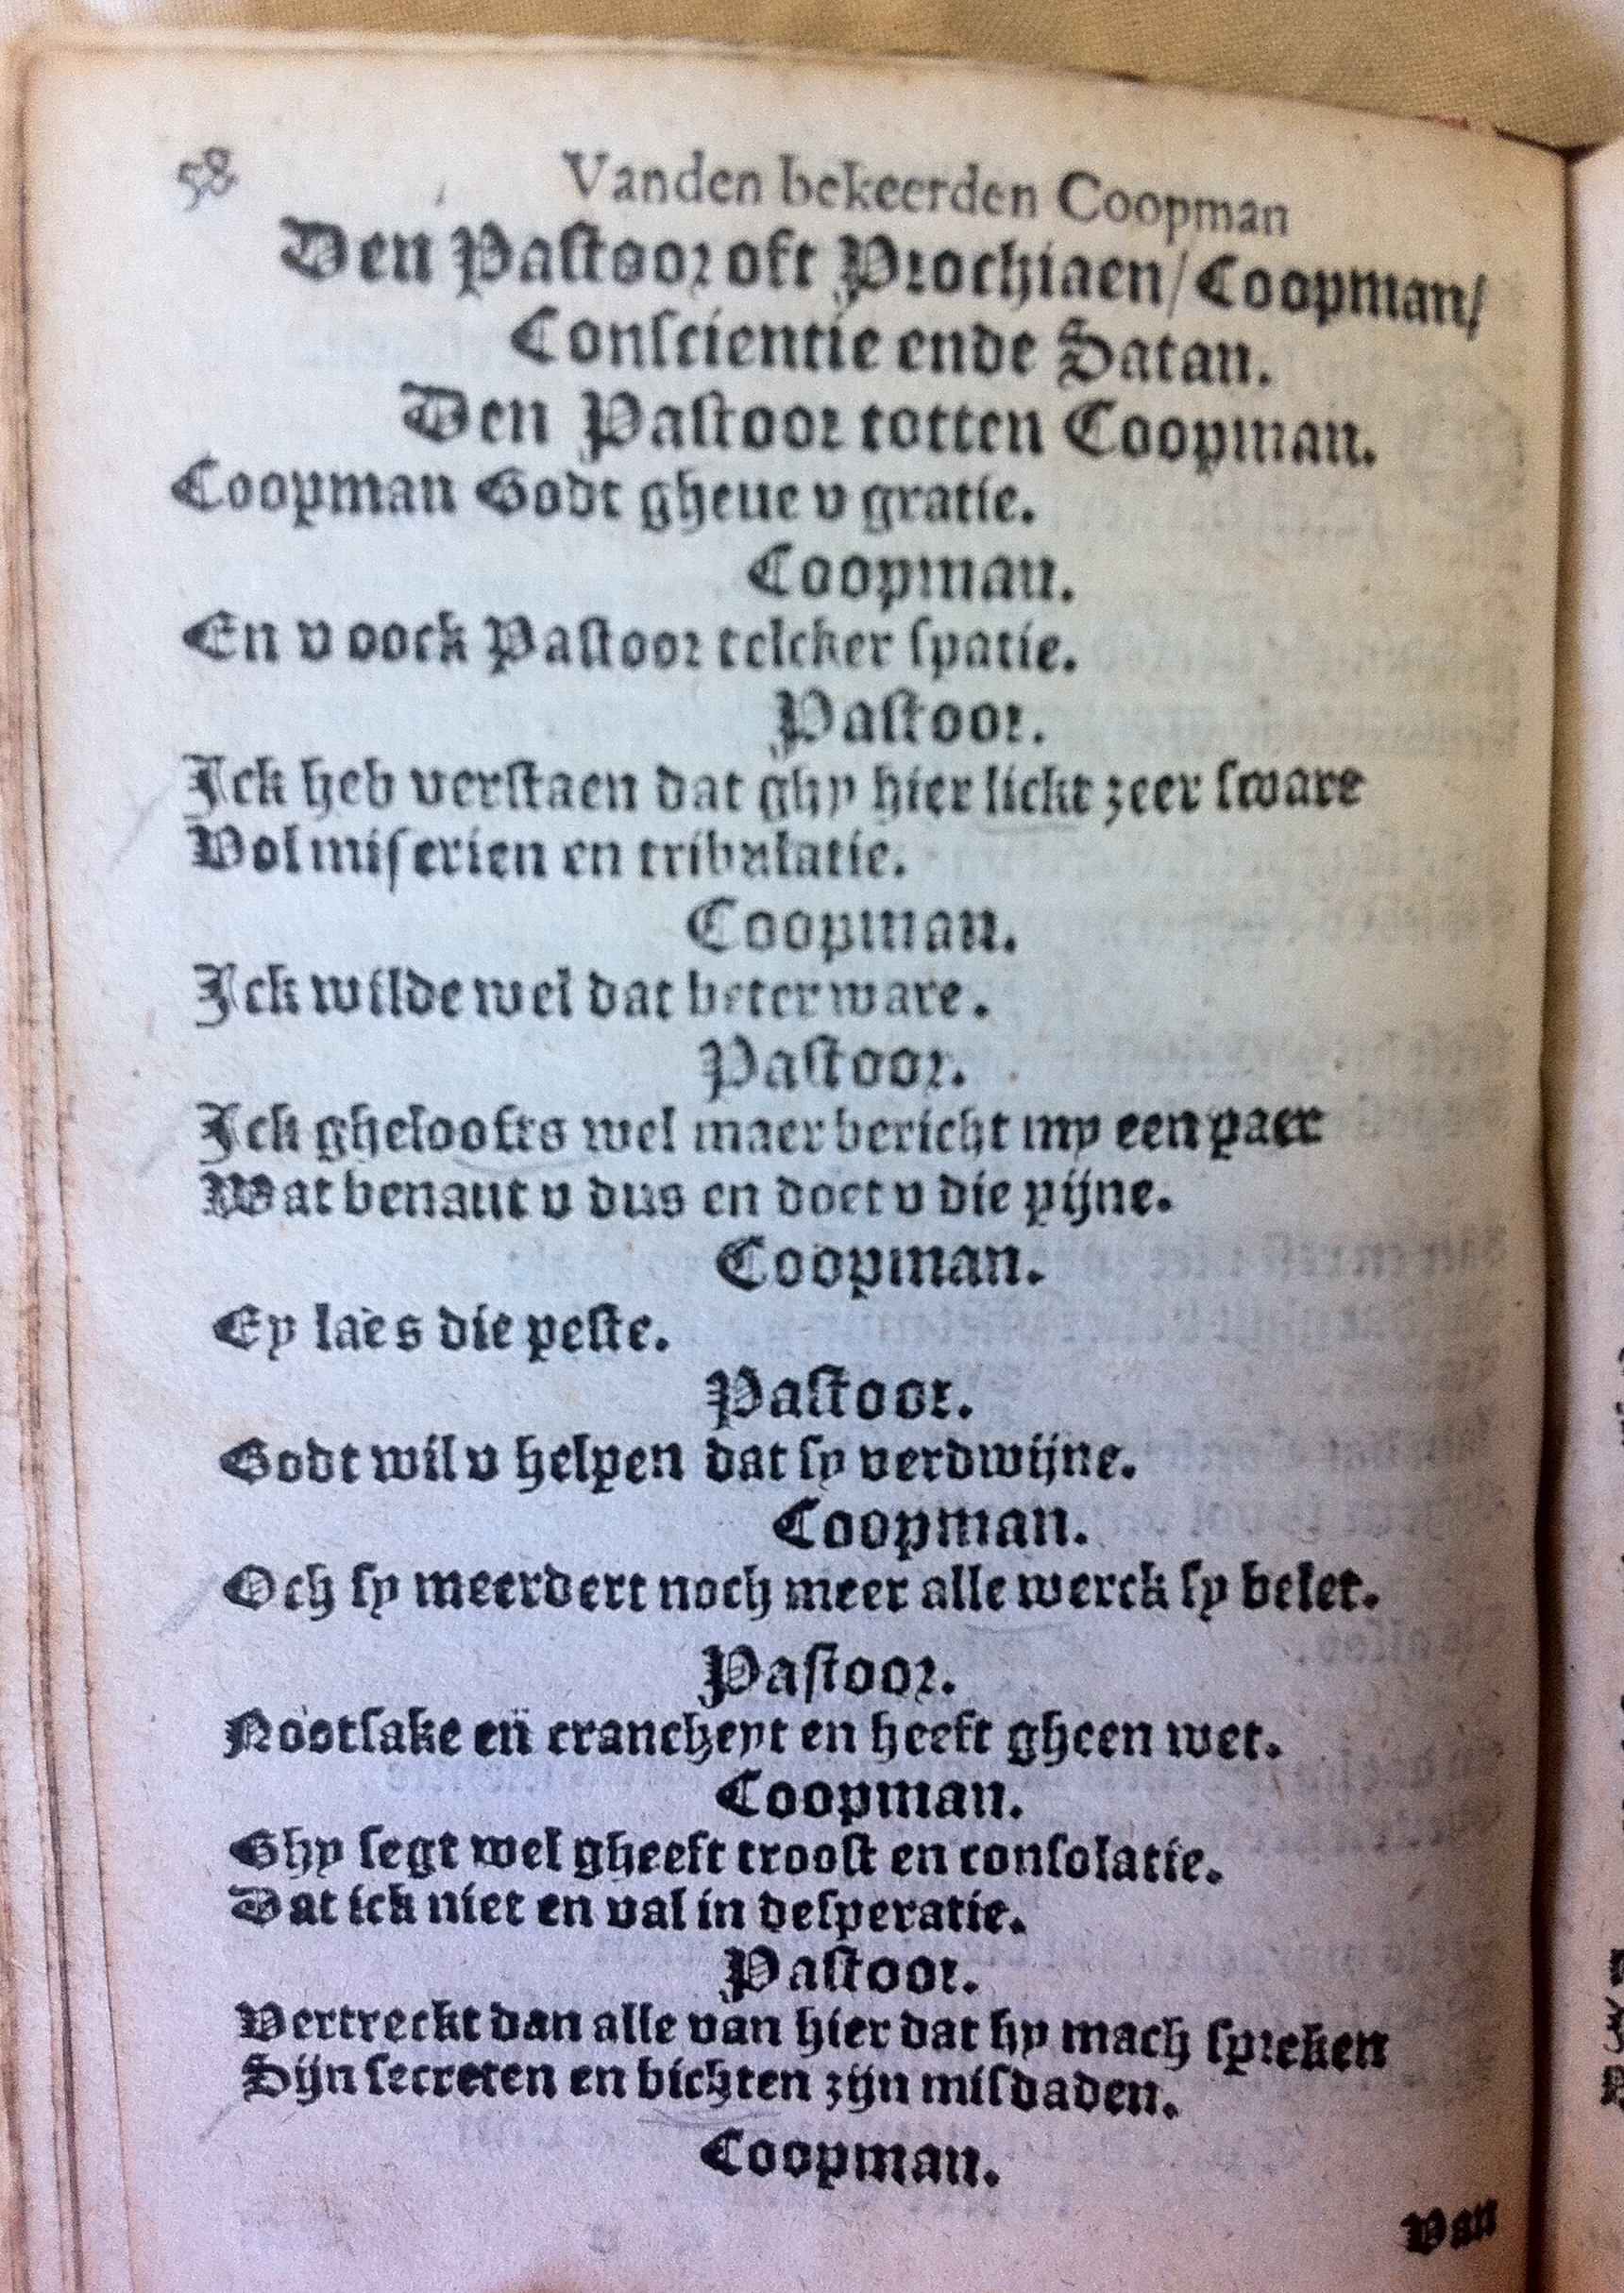 58 Vanden bekeerden Coopman
Den Pastoor oft Prochiaen/Coopman/
Conscientie ende Satan.
Den Pastoor totten Coopman.
Coopman Godt gheue v gratie.
Coopman.
En v oock Pastoor telcker spatie.
Pastoor.
Ick heb verstaen dat ghy hier lickt zeer sware
Vol miserien en tribulatie.
Coopman.
Ick wilde wel dat beter ware.
Pastoor.
Ick gheloofts wel maer bericht my een paer
Wat benaut v dus en doet v die pijne.
Coopman.
Ey laes die peste.
Pastoor.
Godt wil v helpen dat sy verdwijne.
Coopman.
Och sy meerdert noch meer alle werck sy belet.
Pastoor.
Nootsake eñ cranckheyt en heeft gheen wet.
Coopman.
Ghy segt wel gheeft troost en consolatie.
Dat ick niet en val in desperatie.
Pastoor.
Vertreckt dan alle van hier dat hy mach spreken
Sijn secreten en bichten zijn misdaden.
Coopman.
Van